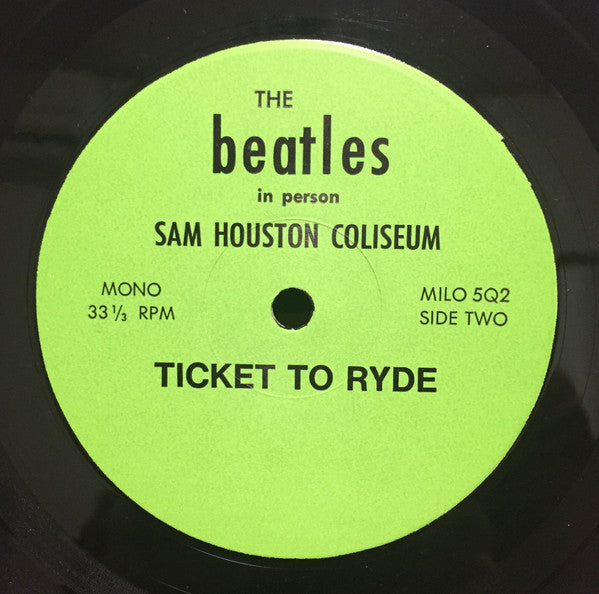 THE
beatles
in person
SAM HOUSTON COLISEUM
MONO
33 ⅓ RPM
MILO 5Q2
SIDE TWO
TICKET TO RYDE